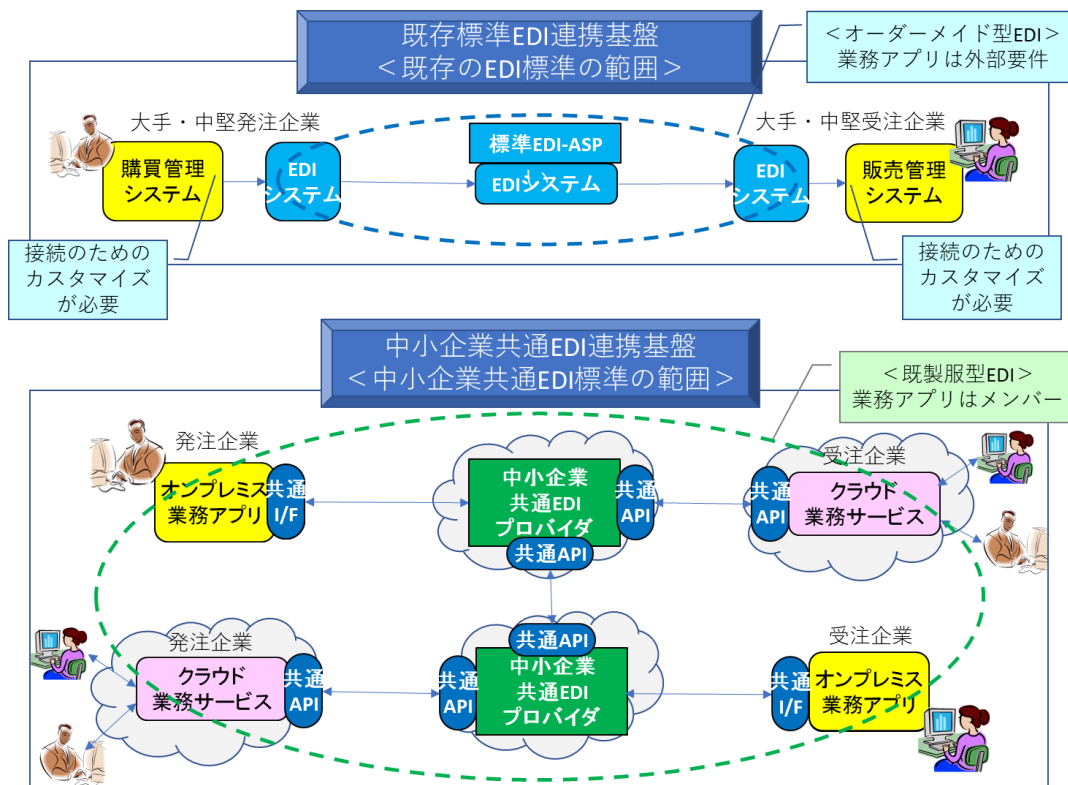 既存標準EDI連携基盤
＜既存のEDI標準の範囲＞
＜オーダーメイド型EDI＞
業務アプリは外部要件
大手・中堅発注企業
大手・中堅受注企業
購買管理
システム
EDI
システム
標準EDI-ASP
EDIシステム
EDI
システム
販売管理
システム
接続のための
カスタマイズ
が必要
接続のための
カスタマイズ
が必要
中小企業共通EDI連携基盤
＜中小企業共通EDI標準の範囲＞
＜既製服型EDI＞
業務アプリはメンバー
発注企業
オンプレミス
業務アプリ
共通
I/F
中小企業
共通EDI
プロバイダ
共通
API
共通API
受注企業
共通
API
クラウド
業務サービス
発注企業
クラウド
業務サービス
共通
API
共通API
共通
API
中小企業
共通EDI
プロバイダ
受注企業
共通
I/F
オンプレミス
業務アプリ